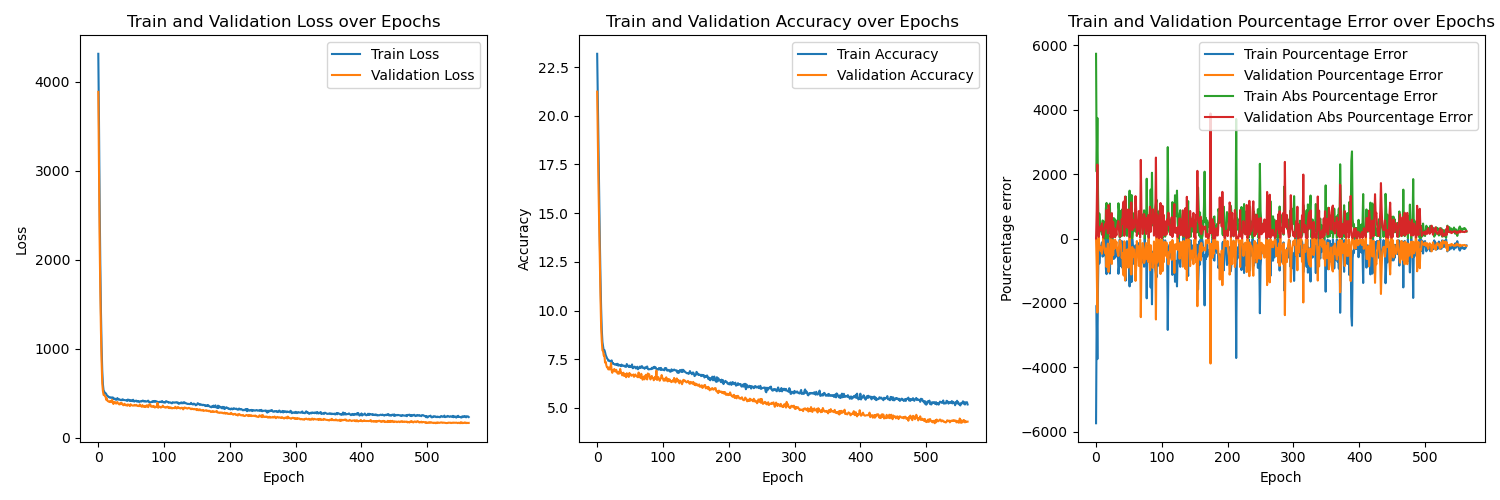 Train and Validation Loss over Epochs
Train Loss
Validation Loss
4000
3000
2000
1000
0
Loss
0 100 200 300 400 500
Epoch
Train and Validation Accuracy over Epochs
Train Accuracy
Validation Accuracy
22.5
20.0
17.5
15.0
12.5
10.0
7.5
5.0
Accuracy
0 100 200 300 400 500
Epoch
Train and Validation Pourcentage Error over Epochs
Train Pourcentage Error
Validation Pourcentage Error
Train Abs Pourcentage Error
Validation Abs Pourcentage Error
6000
4000
2000
0
−2000
−4000
−6000
Pourcentage error
0 100 200 300 400 500
Epoch